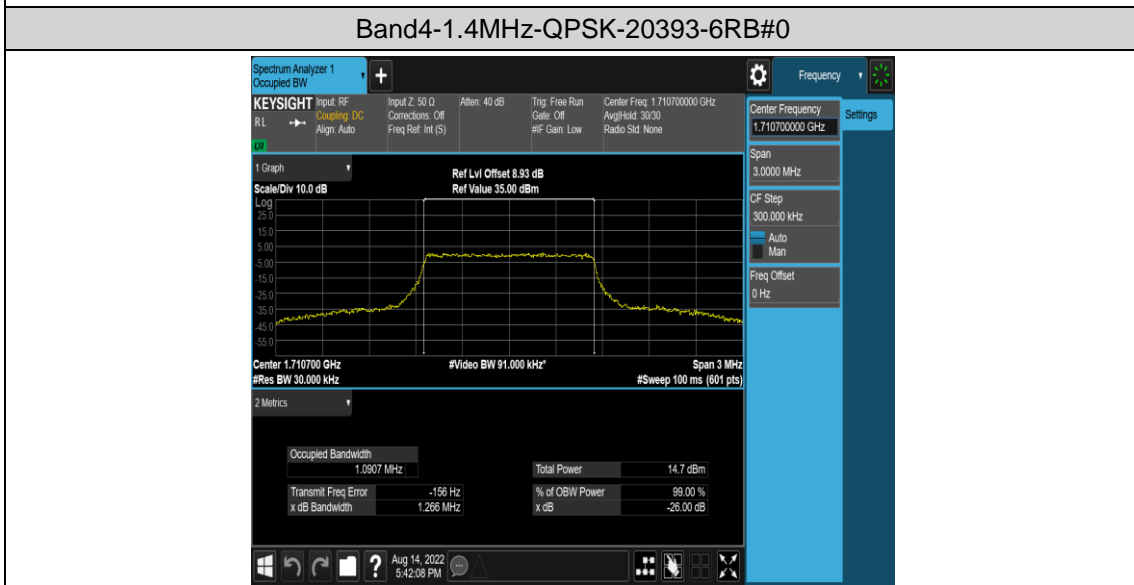 Band4-1.4MHz-QPSK-20393-6RB#0
Spectrum Analyzer 1
Occupied BW
+
Frequency
KEYSIGHT
RL
Input: RF
Coupling: DC
Align: Auto
Input Z: 50 Ω
Corrections: Off
Freq Ref: Int (S)
Atten: 40 dB
Trig: Free Run
Gate: Off
#IF Gain: Low
Center Freq: 1.710700000 GHz
Avg|Hold: 30/30
Radio Std: None
Center Frequency
1.710700000 GHz
Settings
Span
3.0000 MHz
CF Step
300.000 kHz
Auto
Man
Freq Offset
0 Hz
1 Graph
Ref Lvl Offset 8.93 dB
Scale/Div 10.0 dB
Ref Value 35.00 dBm
Log
25.0
15.0
5.00
-5.00
-15.0
-25.0
-35.0
-45.0
-55.0
Center 1.710700 GHz
#Video BW 91.000 kHz*
Span 3 MHz
#Res BW 30.000 kHz
#Sweep 100 ms (601 pts)
2 Metrics
Occupied Bandwidth
1.0907 MHz
Total Power 14.7 dBm
Transmit Freq Error -156 Hz
% of OBW Power 99.00 %
x dB Bandwidth 1.266 MHz
x dB -26.00 dB
?
Aug 14, 2022
5:42:08 PM